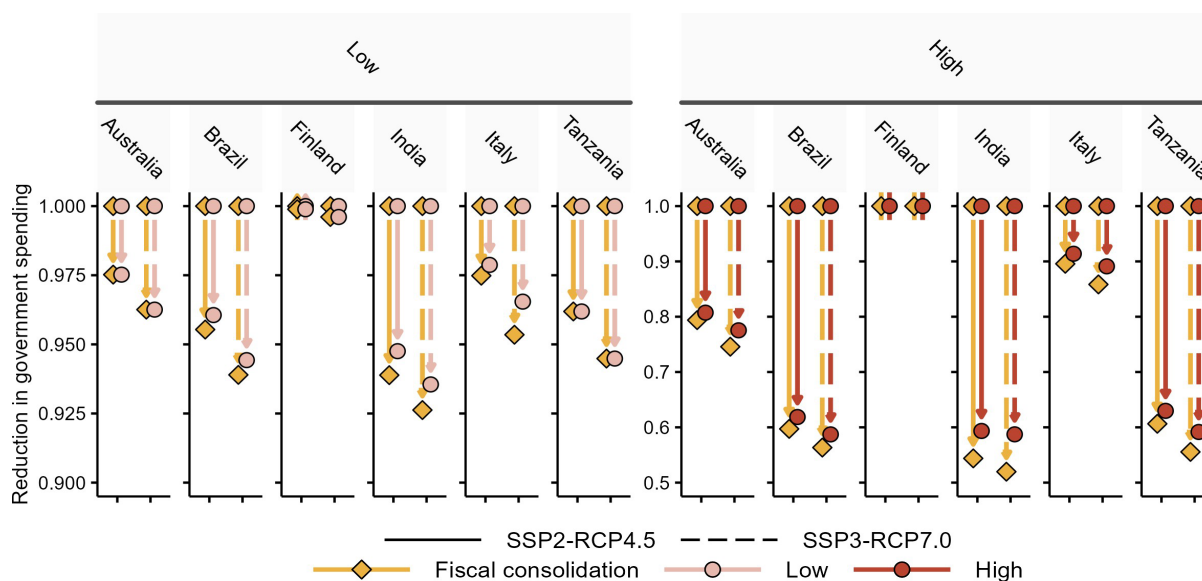 Low
High
Australia
Brazil
Finland
India
Italy
Tanzania
Australia
Brazil
Finland
India
Italy
Tanzania
Reduction in government spending
1.000
0.975
0.950
0.925
0.900
1.0
0.9
0.8
0.7
0.6
0.5
SSP2-RCP4.5 SSP3-RCP7.0
Fiscal consolidation Low High